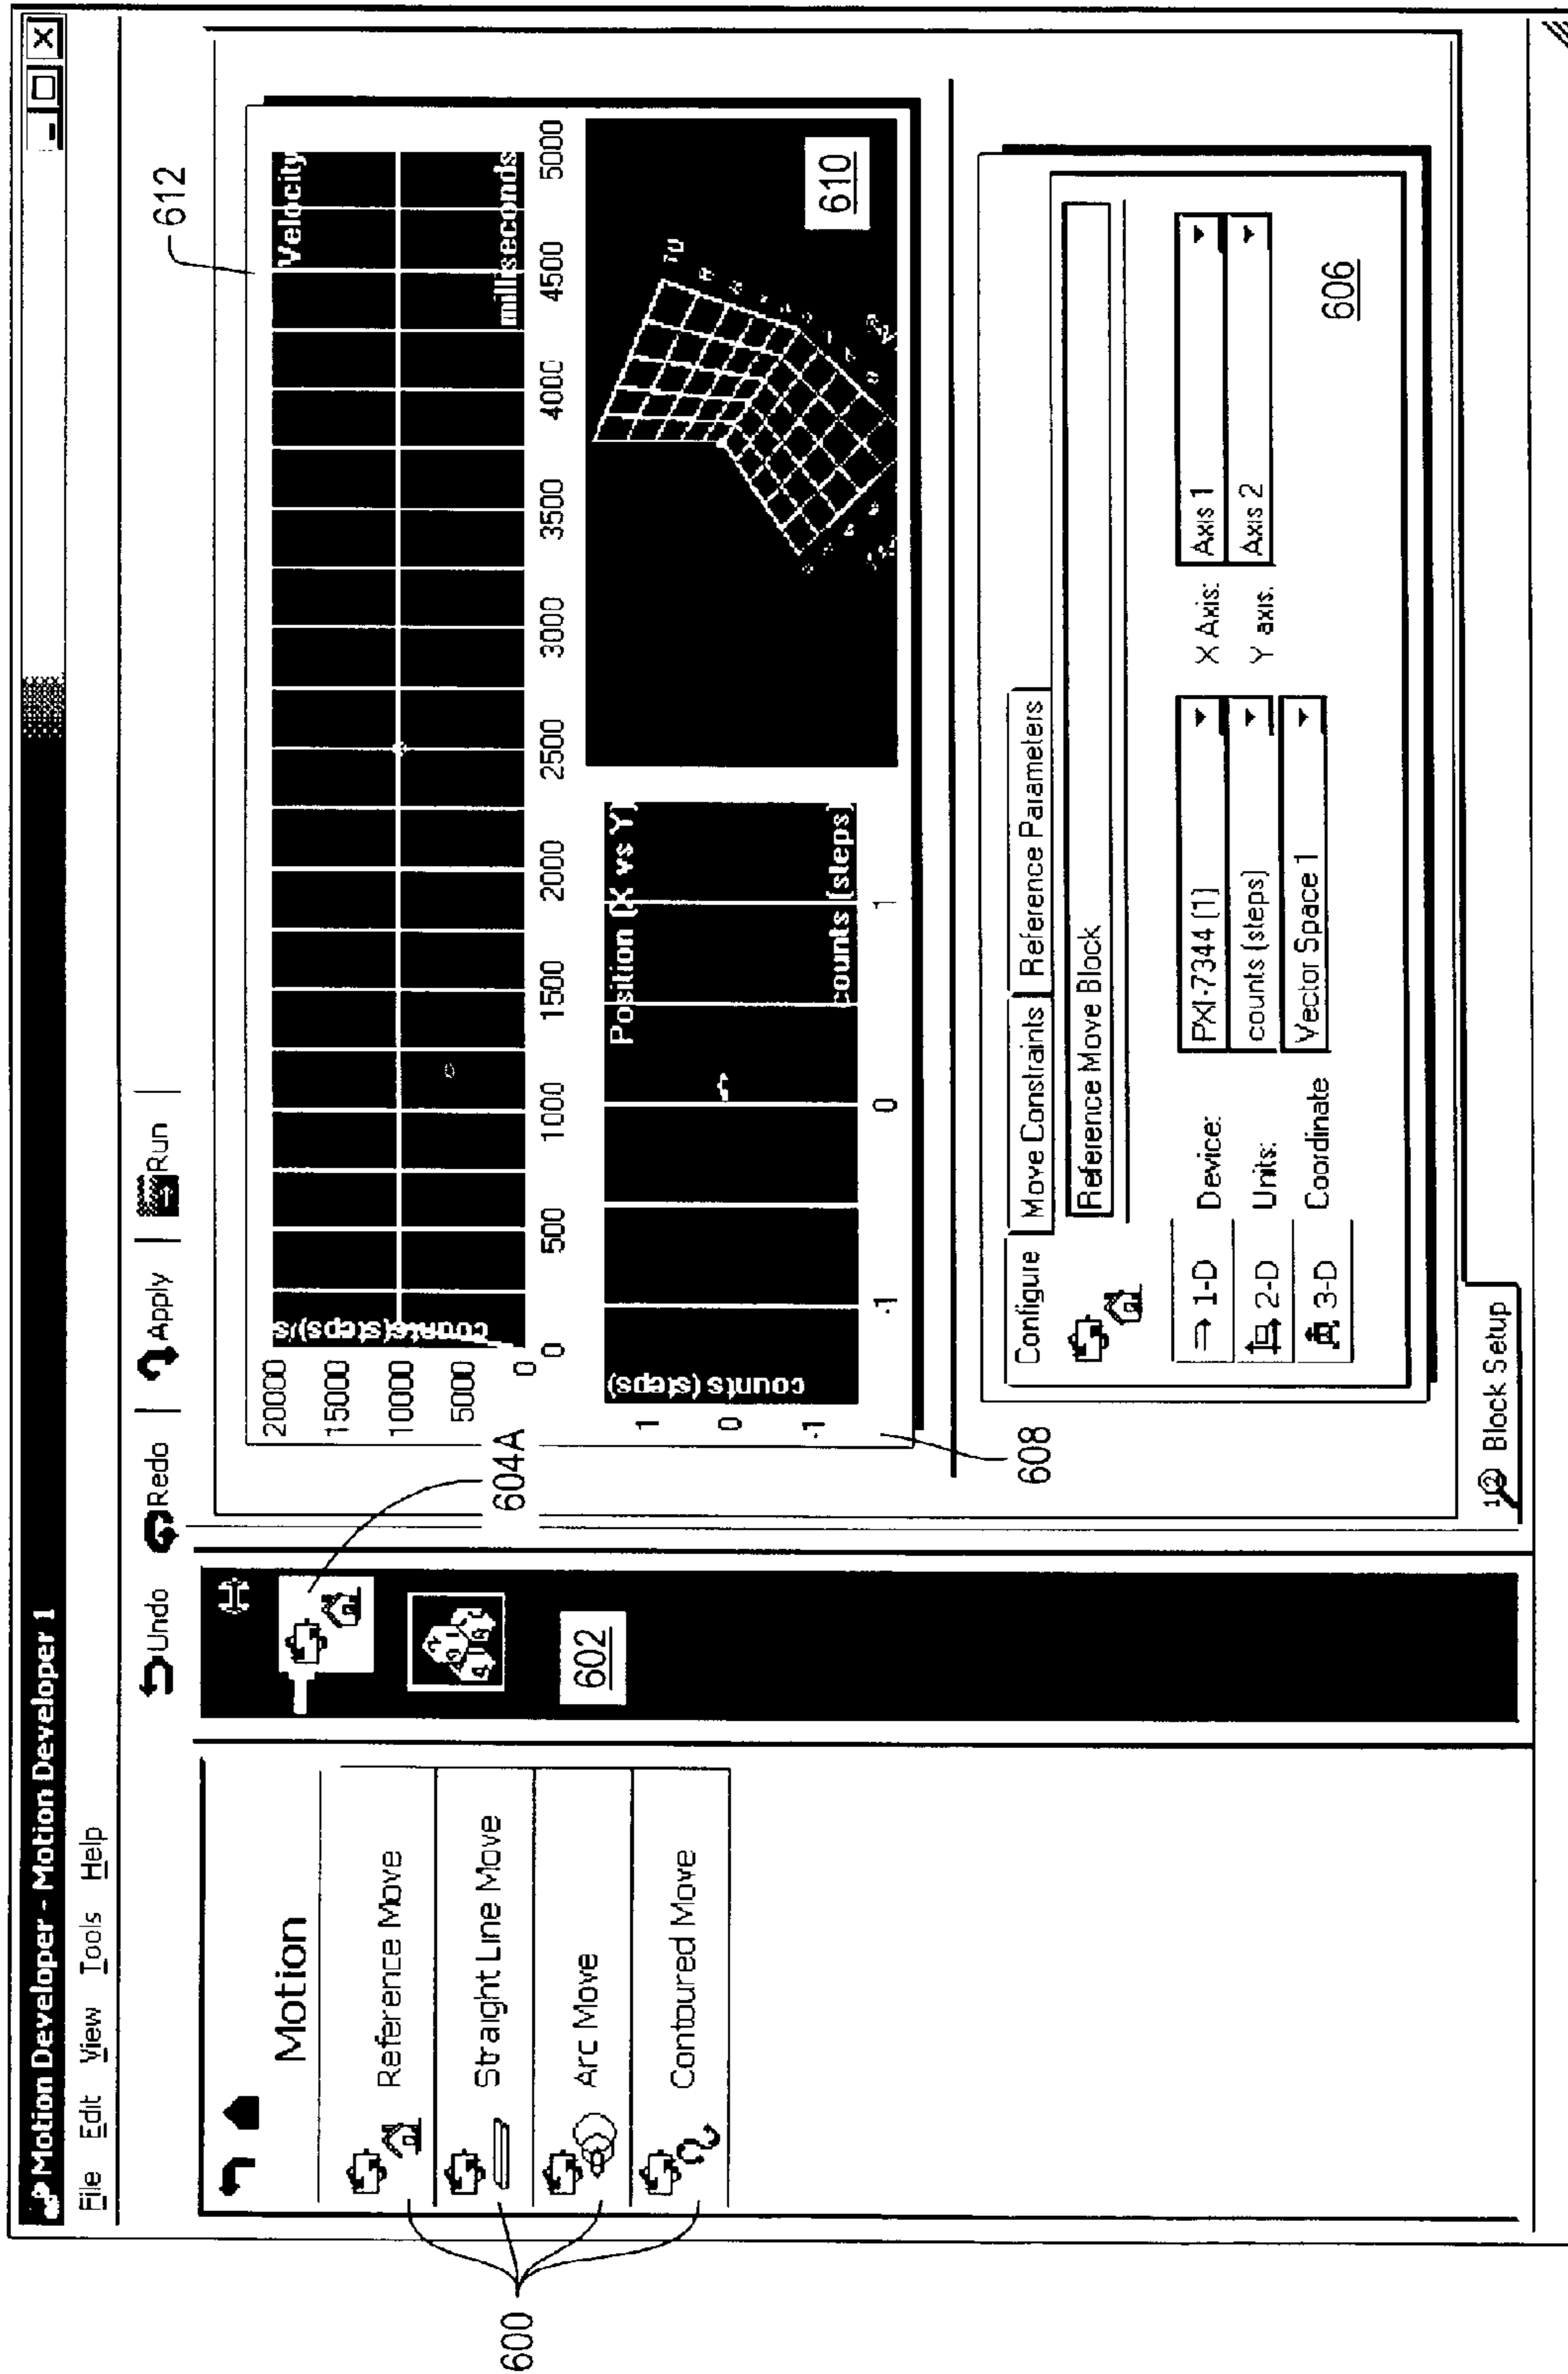 Motion Developer - Motion Developer 1
File Edit View Tools Help
Undo Redo Apply Run
Motion
Reference Move
Straight Line Move
Arc Move
Contoured Move
600
602
604A
612
Velocity
counts(steps)/s
20000
15000
10000
5000
0
milliseconds
0 500 1000 1500 2000 2500 3000 3500 4000 4500 5000
Position (X vs Y)
counts (steps)
1
0
-1
counts (steps)
-1 0 1
610
608
Configure Move Constraints Reference Parameters
Reference Move Block
1-D
2-D
3-D
Device: PXI-7344 (1)
Units: counts (steps)
Coordinate Vector Space 1
X Axis: Axis 1
Y axis: Axis 2
606
Block Setup